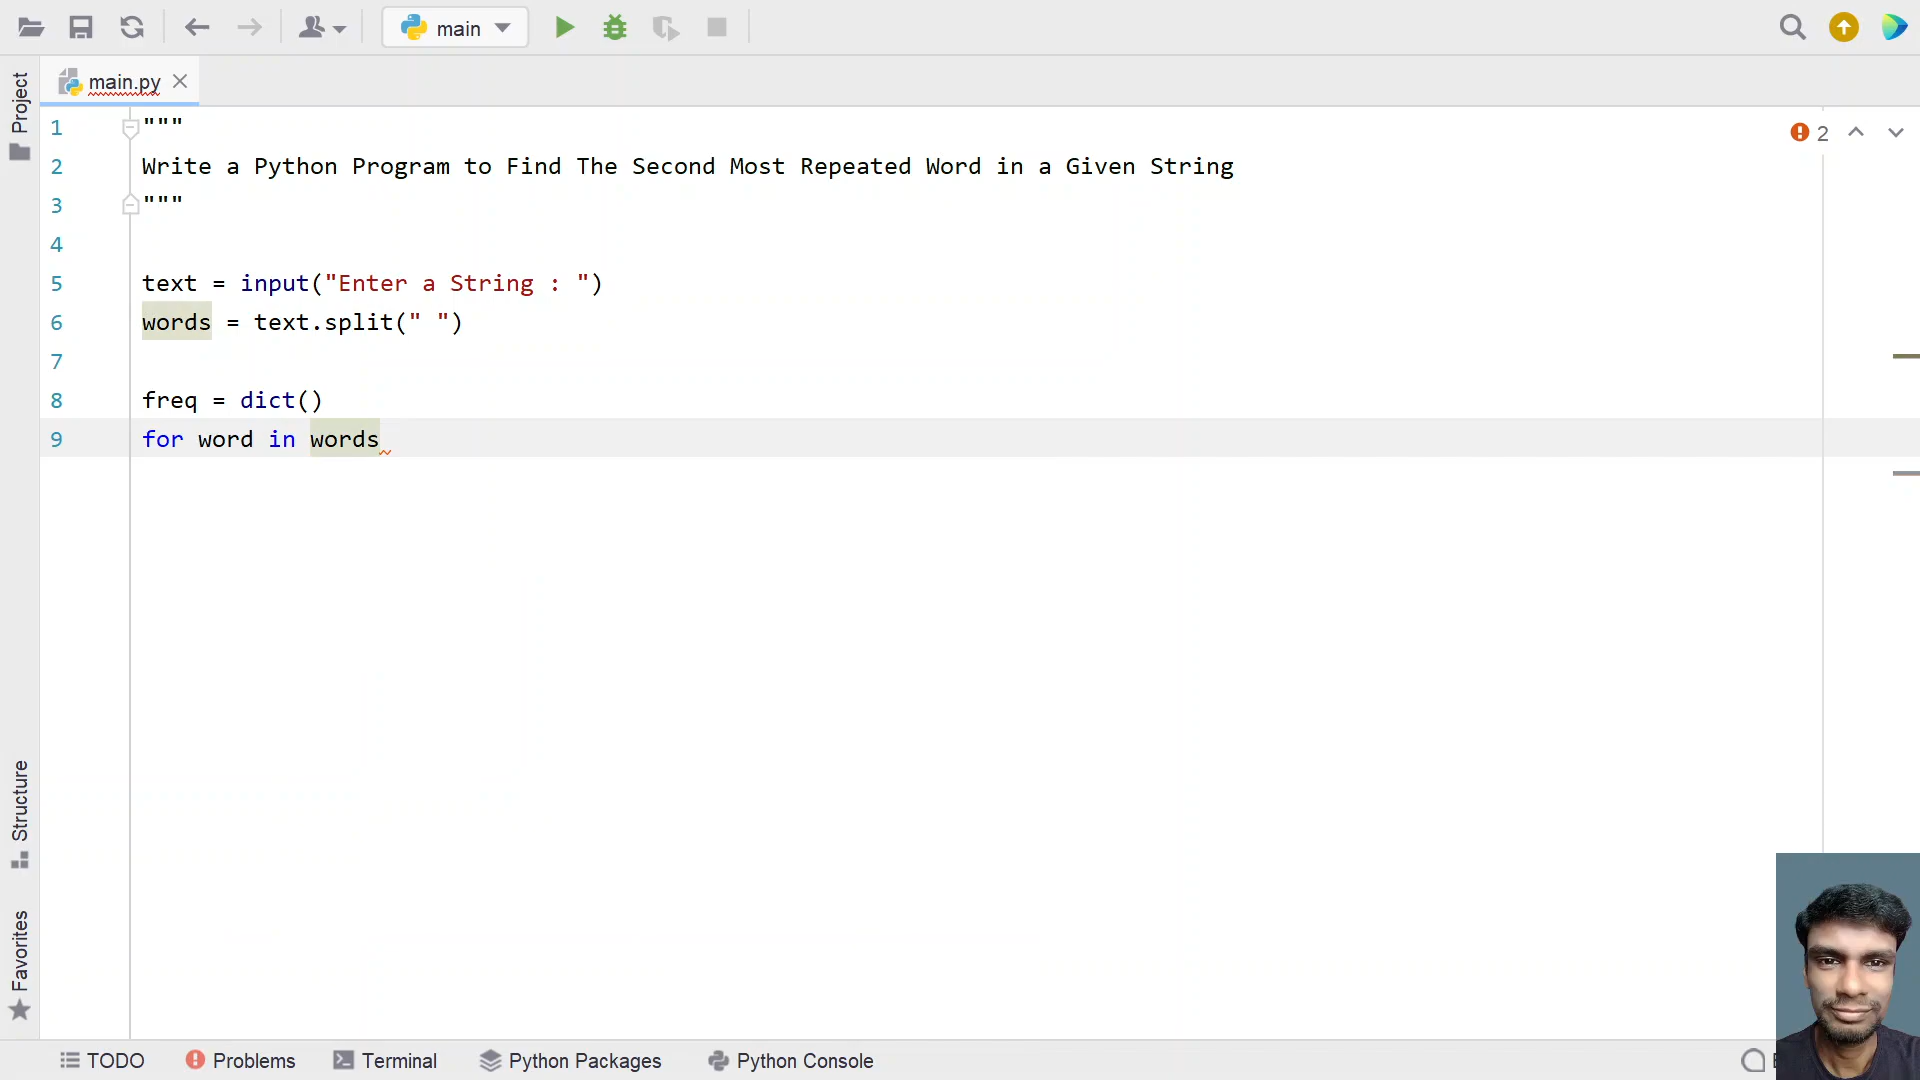 main
main.py
Project
2
1 """
2 Write a Python Program to Find The Second Most Repeated Word in a Given String
3 """
4
5 text = input("Enter a String : ")
6 words = text.split(" ")
7
8 freq = dict()
9 for word in words
Structure
Favorites
TODO Problems Terminal Python Packages Python Console